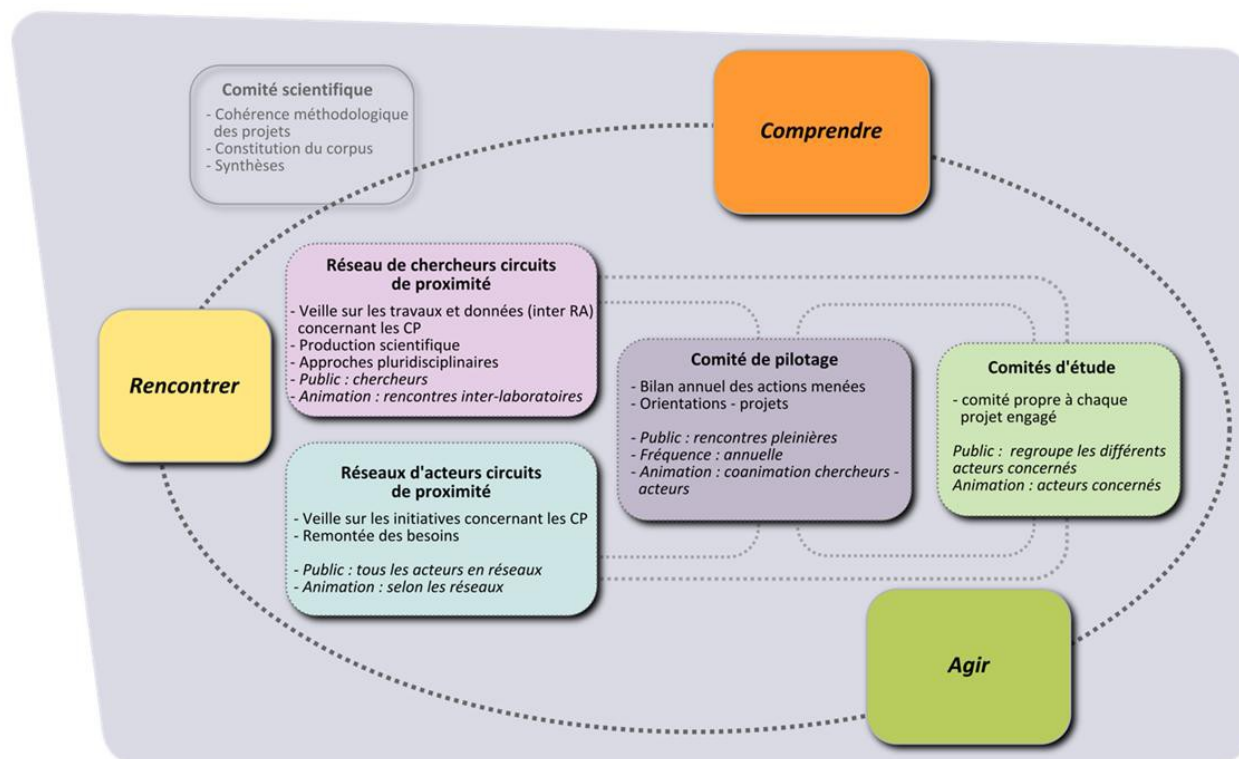 Comité scientifique
- Cohérence méthodologique
des projets
- Constitution du corpus
- Synthèses
Comprendre
Rencontrer
Réseau de chercheurs circuits
de proximité
- Veille sur les travaux et données (inter RA)
concernant les CP
- Production scientifique
- Approches pluridisciplinaires
- Public : chercheurs
- Animation : rencontres inter-laboratoires
Réseaux d'acteurs circuits
de proximité
- Veille sur les initiatives concernant les CP
- Remontée des besoins
- Public : tous les acteurs en réseaux
- Animation : selon les réseaux
Comité de pilotage
- Bilan annuel des actions menées
- Orientations - projets
- Public : rencontres pleinières
- Fréquence : annuelle
- Animation : coanimation chercheurs -
acteurs
Comités d'étude
- comité propre à chaque
projet engagé
Public : regroupe les différents
acteurs concernés
Animation : acteurs concernés
Agir